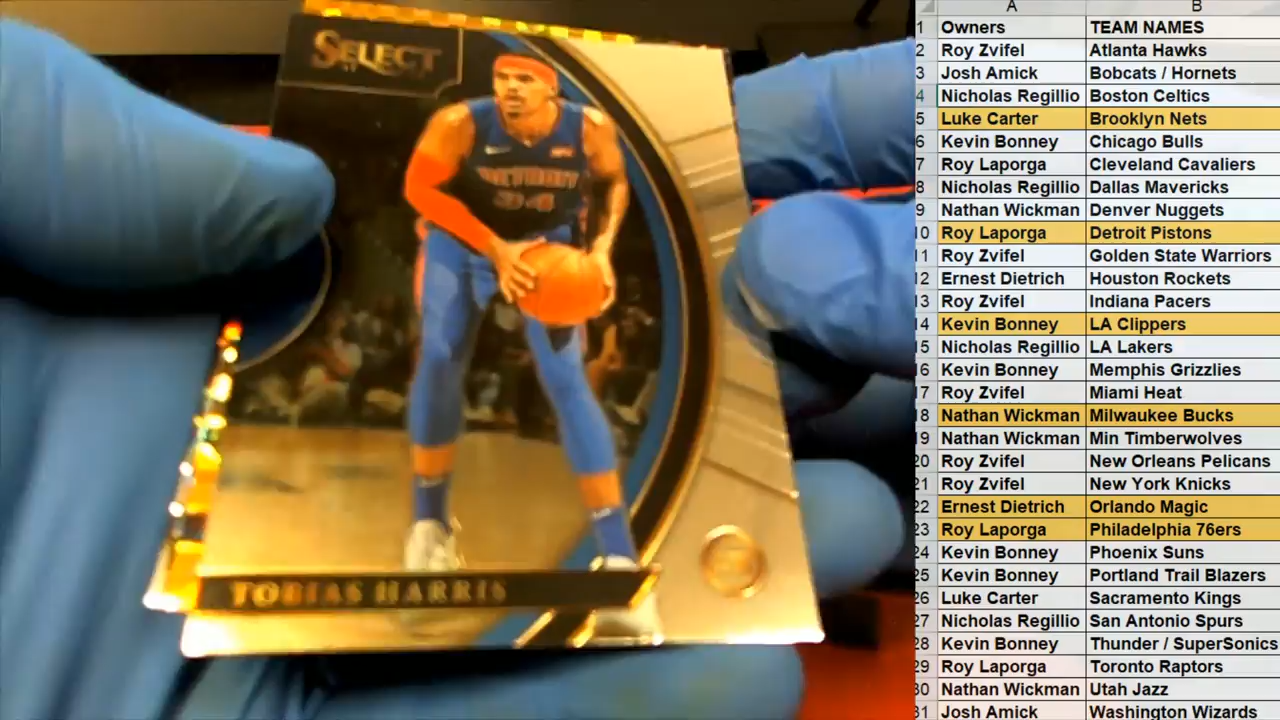 SELECT
DETROIT
34
TOBIAS HARRIS
A B
1 Owners TEAM NAMES
2 Roy Zvifel Atlanta Hawks
3 Josh Amick Bobcats / Hornets
4 Nicholas Regillio Boston Celtics
5 Luke Carter Brooklyn Nets
6 Kevin Bonney Chicago Bulls
7 Roy Laporga Cleveland Cavaliers
8 Nicholas Regillio Dallas Mavericks
9 Nathan Wickman Denver Nuggets
10 Roy Laporga Detroit Pistons
11 Roy Zvifel Golden State Warriors
12 Ernest Dietrich Houston Rockets
13 Roy Zvifel Indiana Pacers
14 Kevin Bonney LA Clippers
15 Nicholas Regillio LA Lakers
16 Kevin Bonney Memphis Grizzlies
17 Roy Zvifel Miami Heat
18 Nathan Wickman Milwaukee Bucks
19 Nathan Wickman Min Timberwolves
20 Roy Zvifel New Orleans Pelicans
21 Roy Zvifel New York Knicks
22 Ernest Dietrich Orlando Magic
23 Roy Laporga Philadelphia 76ers
24 Kevin Bonney Phoenix Suns
25 Kevin Bonney Portland Trail Blazers
26 Luke Carter Sacramento Kings
27 Nicholas Regillio San Antonio Spurs
28 Kevin Bonney Thunder / SuperSonics
29 Roy Laporga Toronto Raptors
30 Nathan Wickman Utah Jazz
31 Josh Amick Washington Wizards